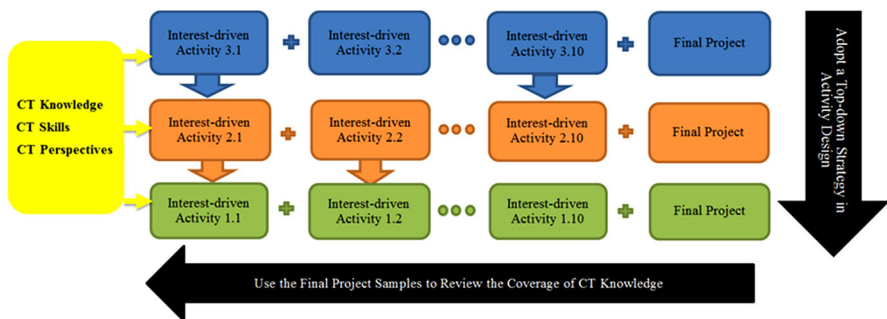 Interest-driven
Activity 3.1
Interest-driven
Activity 3.2
Interest-driven
Activity 3.10
Final Project
CT Knowledge
CT Skills
CT Perspectives
Interest-driven
Activity 2.1
Interest-driven
Activity 2.2
Interest-driven
Activity 2.10
Final Project
Interest-driven
Activity 1.1
Interest-driven
Activity 1.2
Interest-driven
Activity 1.10
Final Project
Adopt a Top-down Strategy in
Activity Design
Use the Final Project Samples to Review the Coverage of CT Knowledge